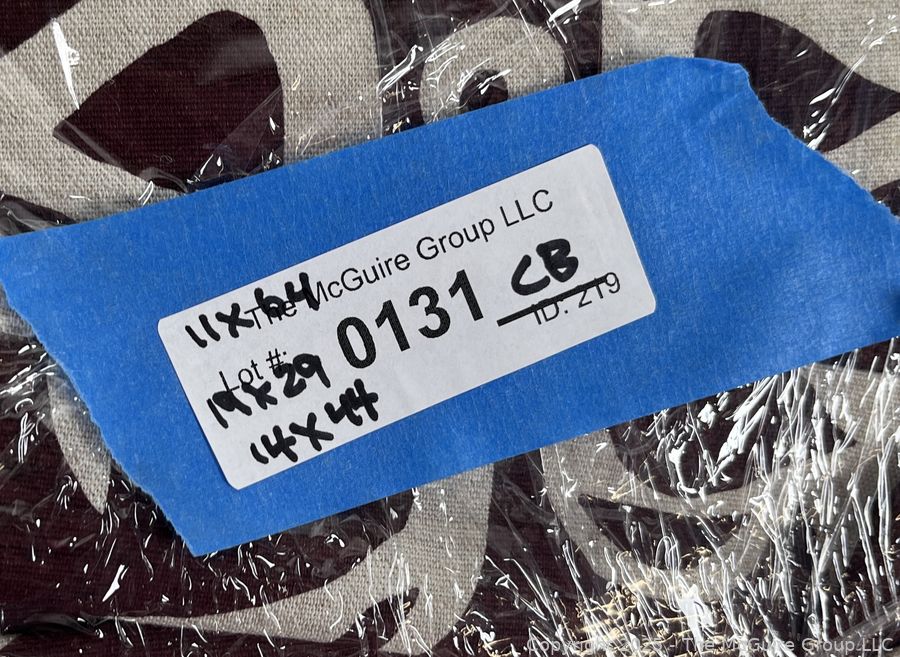 The McGuire Group LLC
11x64
Lot #: 0131 CB
ID: 219
19x29
14x44
Copyright 2025 - The McGuire Group LLC